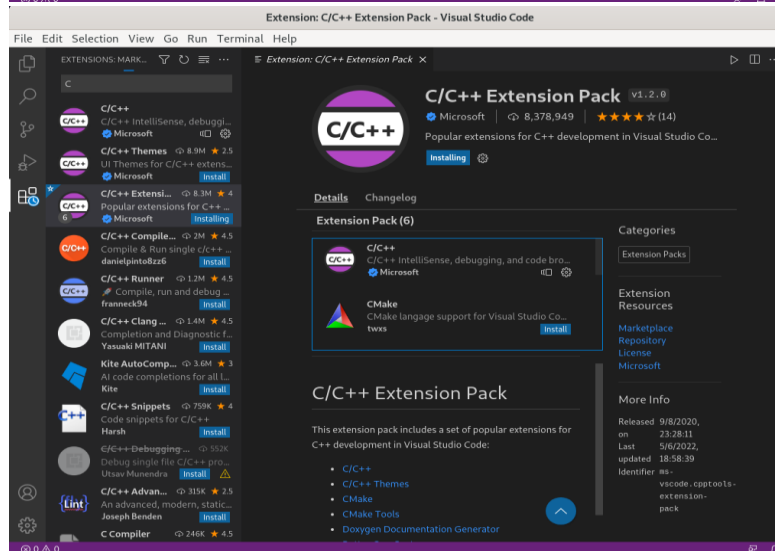 Extension: C/C++ Extension Pack - Visual Studio Code
File Edit Selection View Go Run Terminal Help
EXTENSIONS: MARK...
C
C/C++
C/C++ IntelliSense, debuggi...
Microsoft
C/C++ Themes 8.9M ★ 2.5
UI Themes for C/C++ extens...
Microsoft Install
C/C++ Extensi... 8.3M ★ 4
Popular extensions for C++ ...
6 Microsoft Installing
C/C++ Compile... 2M ★ 4.5
Compile & Run single c/c++ ...
danielpinto8zz6 Install
C/C++ Runner 1.2M ★ 4.5
Compile, run and debug ...
franneck94 Install
C/C++ Clang ... 1.4M ★ 4.5
Completion and Diagnostic f...
Yasuaki MITANI Install
Kite AutoComp... 3.6M ★ 3
AI code completions for all l...
Kite Install
C/C++ Snippets 759K ★ 4
Code snippets for C/C++
Harsh Install
C/C++ Debugging ... 552K
Debug single file C/C++ pro...
Utsav Munendra Install
C/C++ Advan... 315K ★ 2.5
An advanced, modern, static...
Joseph Benden Install
C Compiler 246K ★ 4.5
C/C++
C/C++
C/C++
C/C++
C/C++
C++
{Lint}
Extension: C/C++ Extension Pack
C/C++
C/C++ Extension Pack v1.2.0
Microsoft 8,378,949 ★★★★☆(14)
Popular extensions for C++ development in Visual Studio Co...
Installing
Details Changelog
Extension Pack (6)
C/C++
C/C++
C/C++ IntelliSense, debugging, and code bro...
Microsoft
CMake
CMake langage support for Visual Studio Co...
twxs Install
C/C++ Extension Pack
This extension pack includes a set of popular extensions for
C++ development in Visual Studio Code:
• C/C++
• C/C++ Themes
• CMake
• CMake Tools
• Doxygen Documentation Generator
Categories
Extension Packs
Extension
Resources
Marketplace
Repository
License
Microsoft
More Info
Released 9/8/2020,
on 23:28:11
Last 5/6/2022,
updated 18:58:39
Identifier ms-
vscode.cpptools-
extension-
pack
0 0